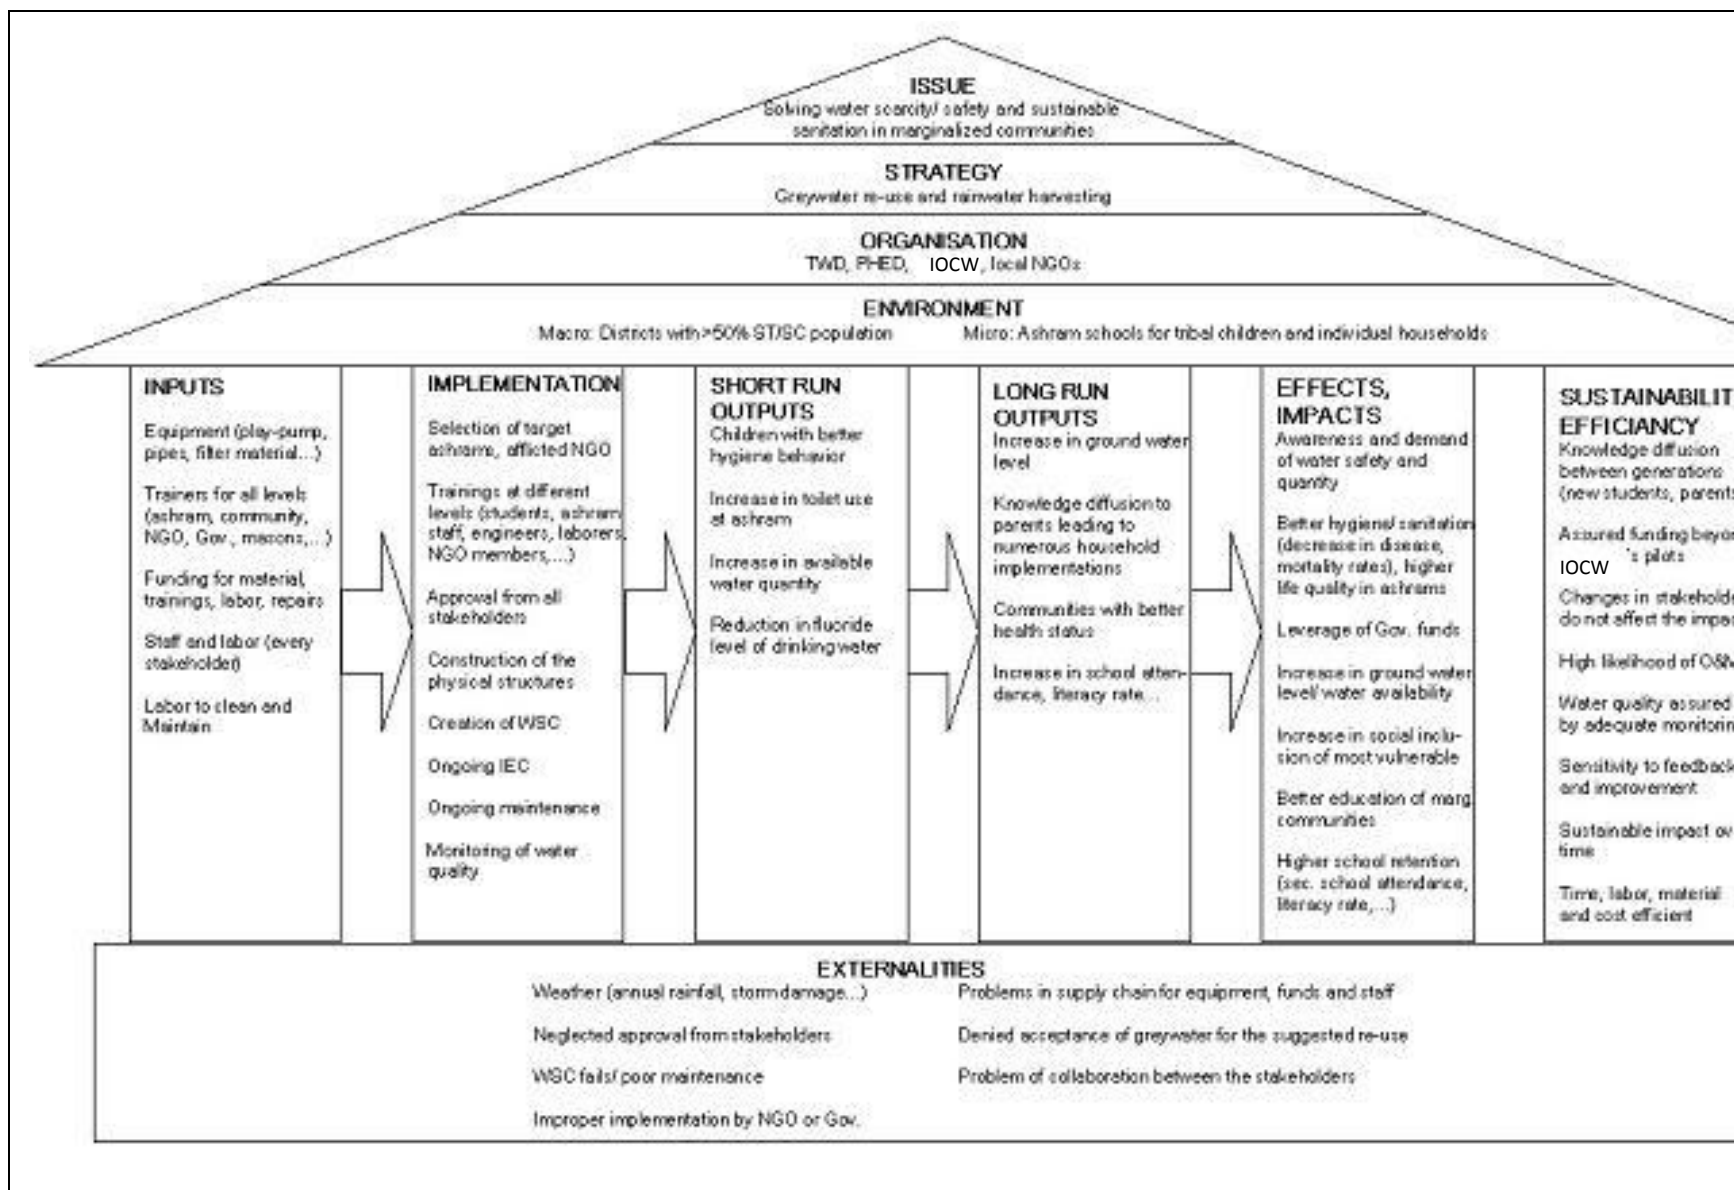 ISSUE
Solving water scarcity/ safety and sustainable
sanitation in marginalized communities
STRATEGY
Greywater re-use and rainwater harvesting
ORGANISATION
TWD, PHED, IOCW, local NGOs
ENVIRONMENT
Macro: Districts with >50% ST/SC population
Micro: Ashram schools for tribal children and individual households
INPUTS
Equipment (play-pump,
pipes, filter material...)
Trainers for all levels
(ashram, community,
NGO, Gov., masons,...)
Funding for material,
trainings, labor, repairs
Staff and labor (every
stakeholder)
Labor to clean and
Maintain
IMPLEMENTATION
Selection of target
ashrams, afflicted NGO
Trainings at different
levels (students, ashram
staff, engineers, laborers,
NGO members,...)
Approval from all
stakeholders
Construction of the
physical structures
Creation of WSC
Ongoing IEC
Ongoing maintenance
Monitoring of water
quality
SHORT RUN
OUTPUTS
Children with better
hygiene behavior
Increase in toilet use
at ashram
Increase in available
water quantity
Reduction in fluoride
level of drinking water
LONG RUN
OUTPUTS
Increase in ground water
level
Knowledge diffusion to
parents leading to
numerous household
implementations
Communities with better
health status
Increase in school atten-
dance, literacy rate...
EFFECTS,
IMPACTS
Awareness and demand
of water safety and
quantity
Better hygiene/ sanitation
(decrease in disease,
mortality rates), higher
life quality in ashrams
Leverage of Gov. funds
Increase in ground water
level/ water availability
Increase in social inclu-
sion of most vulnerable
Better education of marg.
communities
Higher school retention
(sec. school attendance,
literacy rate,...)
SUSTAINABILIT
EFFICIANCY
Knowledge diffusion
between generations
(new students, parents
Assured funding beyon
IOCW 's pilots
Changes in stakeholde
do not affect the impac
High likelihood of O&M
Water quality assured
by adequate monitorin
Sensitivity to feedback
and improvement
Sustainable impact ov
time
Time, labor, material
and cost efficient
EXTERNALITIES
Weather (annual rainfall, storm damage...)
Neglected approval from stakeholders
WSC fails/ poor maintenance
Improper implementation by NGO or Gov.
Problems in supply chain for equipment, funds and staff
Denied acceptance of greywater for the suggested re-use
Problem of collaboration between the stakeholders